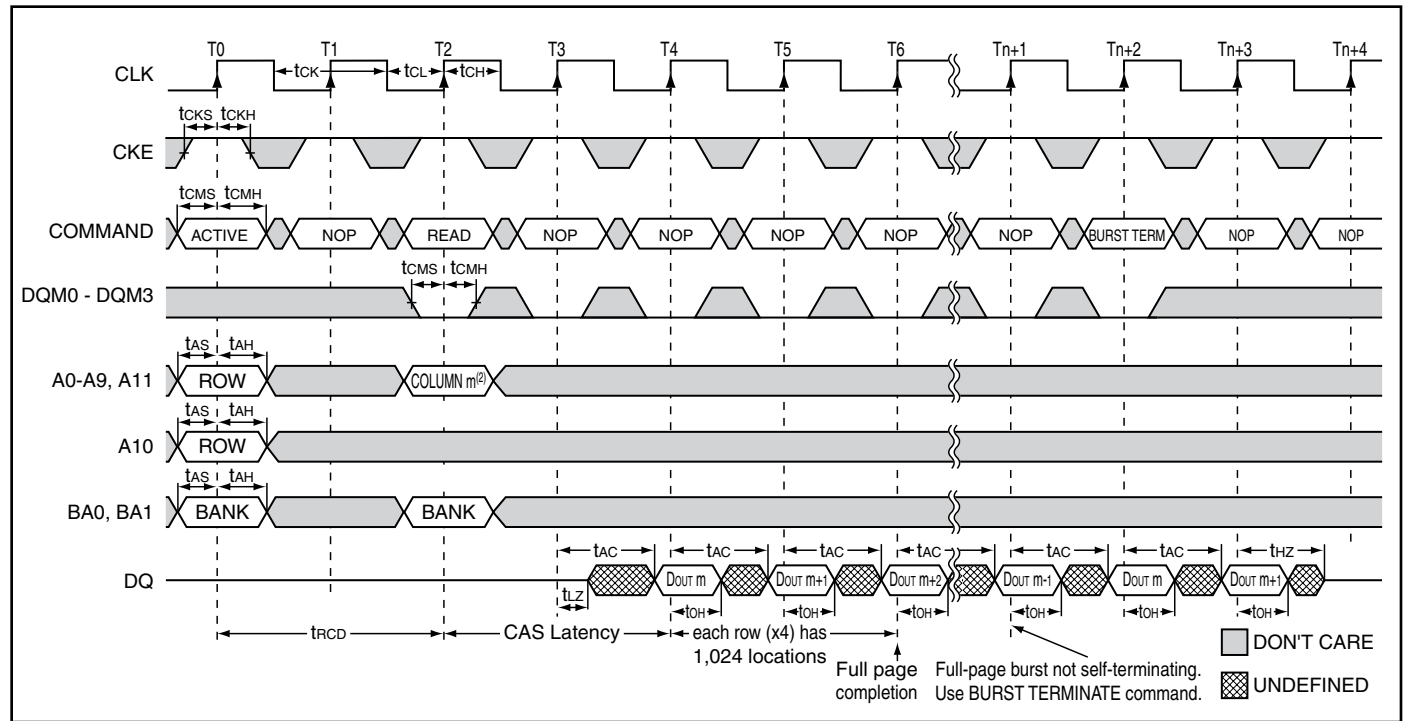 T0 T1 T2 T3 T4 T5 T6 Tn+1 Tn+2 Tn+3 Tn+4
CLK tCK tCL tCH
tCKS tCKH
CKE
tCMS tCMH
COMMAND ACTIVE NOP READ NOP NOP NOP NOP NOP BURST TERM NOP NOP
tCMS tCMH
DQM0 - DQM3
tAS tAH
A0-A9, A11 ROW COLUMN m(2)
tAS tAH
A10 ROW
tAS tAH
BA0, BA1 BANK BANK
tAC tAC tAC tAC tAC tAC tHZ
DQ DOUT m DOUT m+1 DOUT m+2 DOUT m-1 DOUT m DOUT m+1
tLZ tOH tOH tOH tOH tOH tOH
tRCD CAS Latency each row (x4) has
1,024 locations
Full page
completion
Full-page burst not self-terminating.
Use BURST TERMINATE command.
DON'T CARE
UNDEFINED